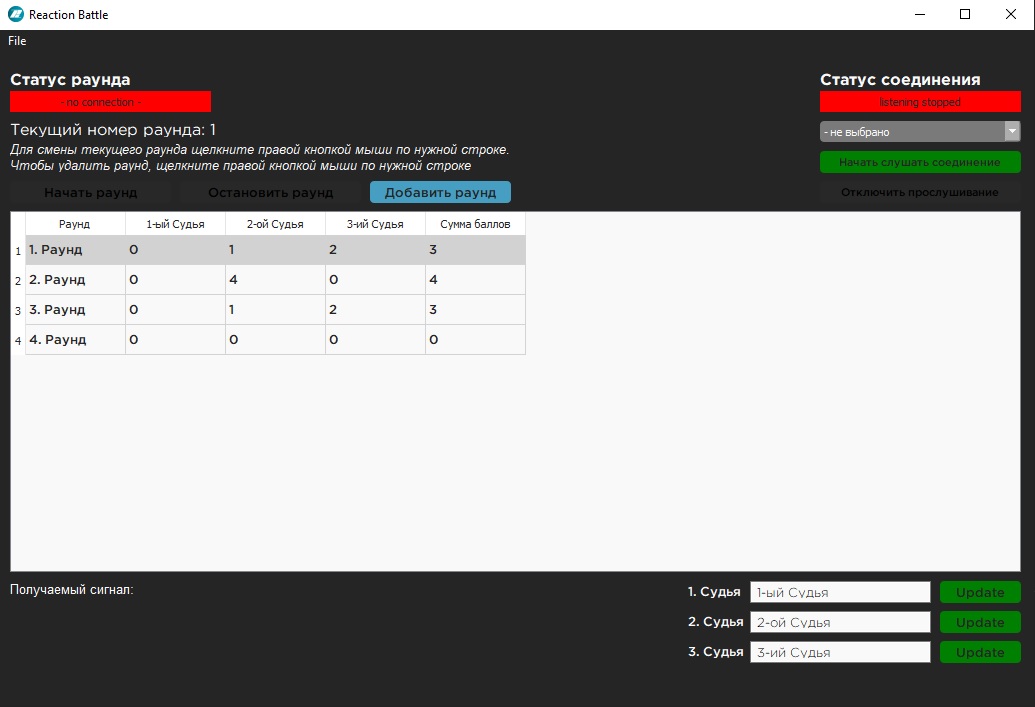 Reaction Battle
File
Статус раунда
Статус соединения
- no connection -
listening stopped
Текущий номер раунда: 1
- не выбрано
Для смены текущего раунда щелкните правой кнопкой мыши по нужной строке.
Чтобы удалить раунд, щелкните правой кнопкой мыши по нужной строке
Начать слушать соединение
Начать раунд Остановить раунд Добавить раунд
Отключить прослушивание
Раунд 1-ый Судья 2-ой Судья 3-ий Судья Сумма баллов
1 1. Раунд 0 1 2 3
2 2. Раунд 0 4 0 4
3 3. Раунд 0 1 2 3
4 4. Раунд 0 0 0 0
Получаемый сигнал:
1. Судья 1-ый Судья Update
2. Судья 2-ой Судья Update
3. Судья 3-ий Судья Update